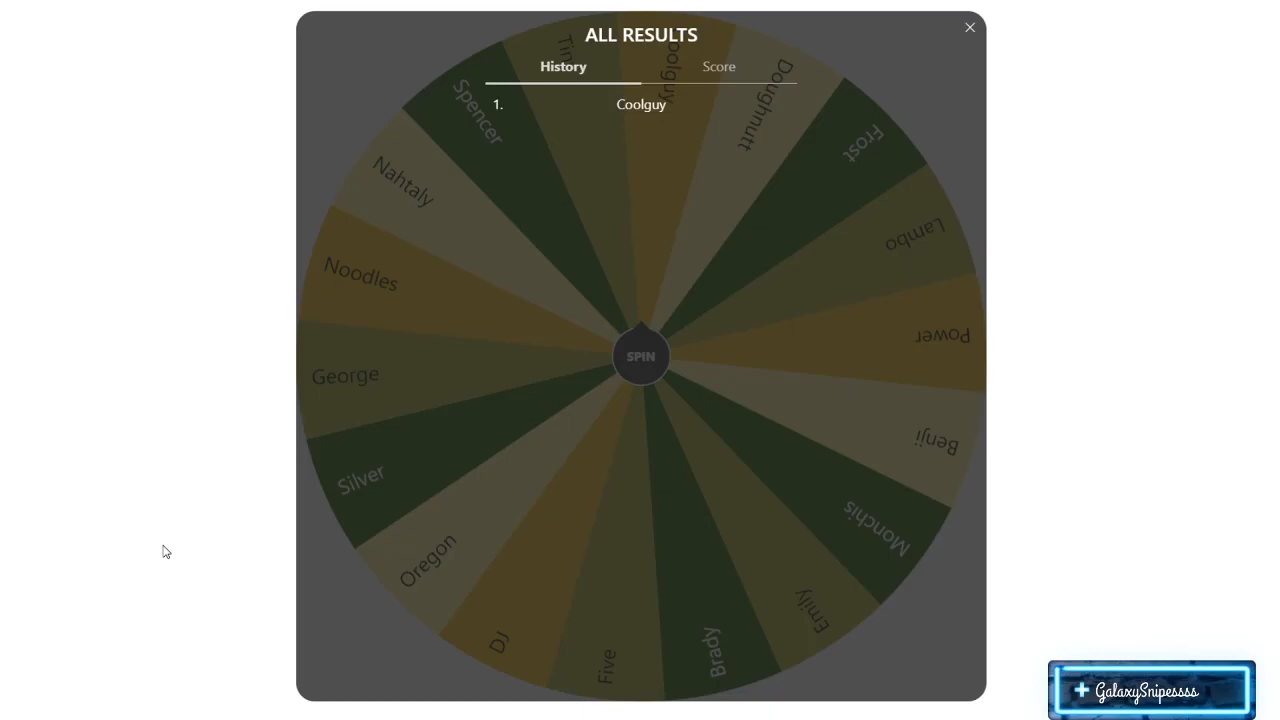 ALL RESULTS
History
Score
1.
Coolguy
Spencer
Doughnutt
Frost
Lambo
Power
Benji
Monchis
Emily
Brady
Five
DJ
Oregon
Silver
George
Noodles
Nahtaly
SPIN
+ GalaxySnipessss